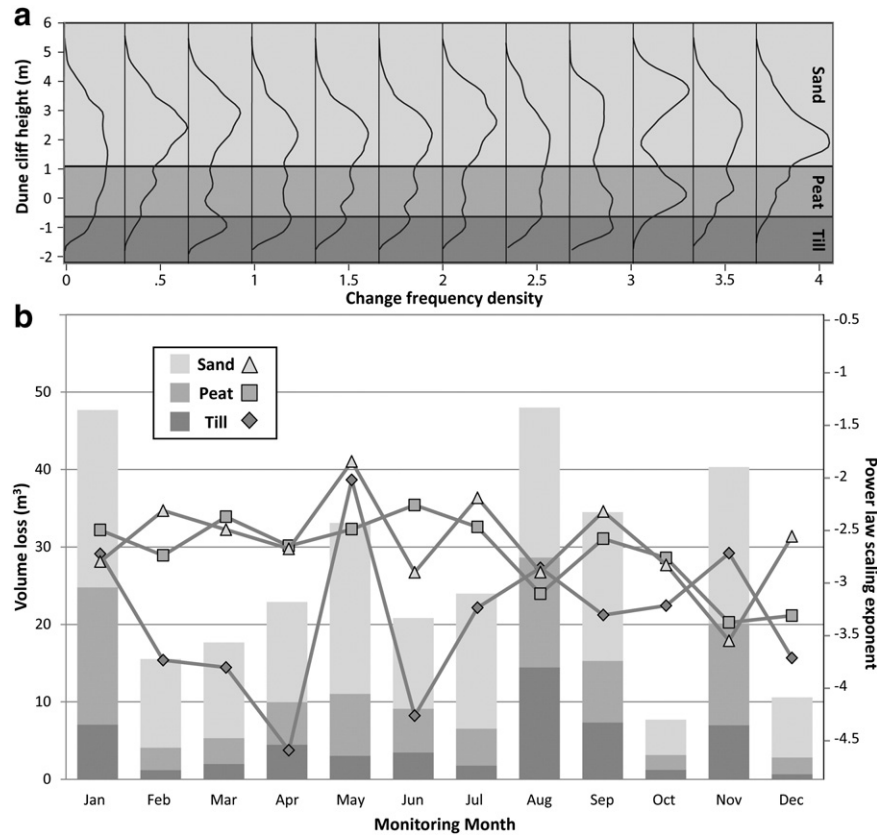 a
6
5
4
3
2
1
0
-1
-2
Dune cliff height (m)
Sand
Peat
Till
0 .5 1 1.5 2 2.5 3 3.5 4
Change frequency density
b
50
40
30
20
10
0
Volume loss (m³)
Sand
Peat
Till
-0.5
-1
-1.5
-2
-2.5
-3
-3.5
-4
-4.5
Power law scaling exponent
Jan Feb Mar Apr May Jun Jul Aug Sep Oct Nov Dec
Monitoring Month